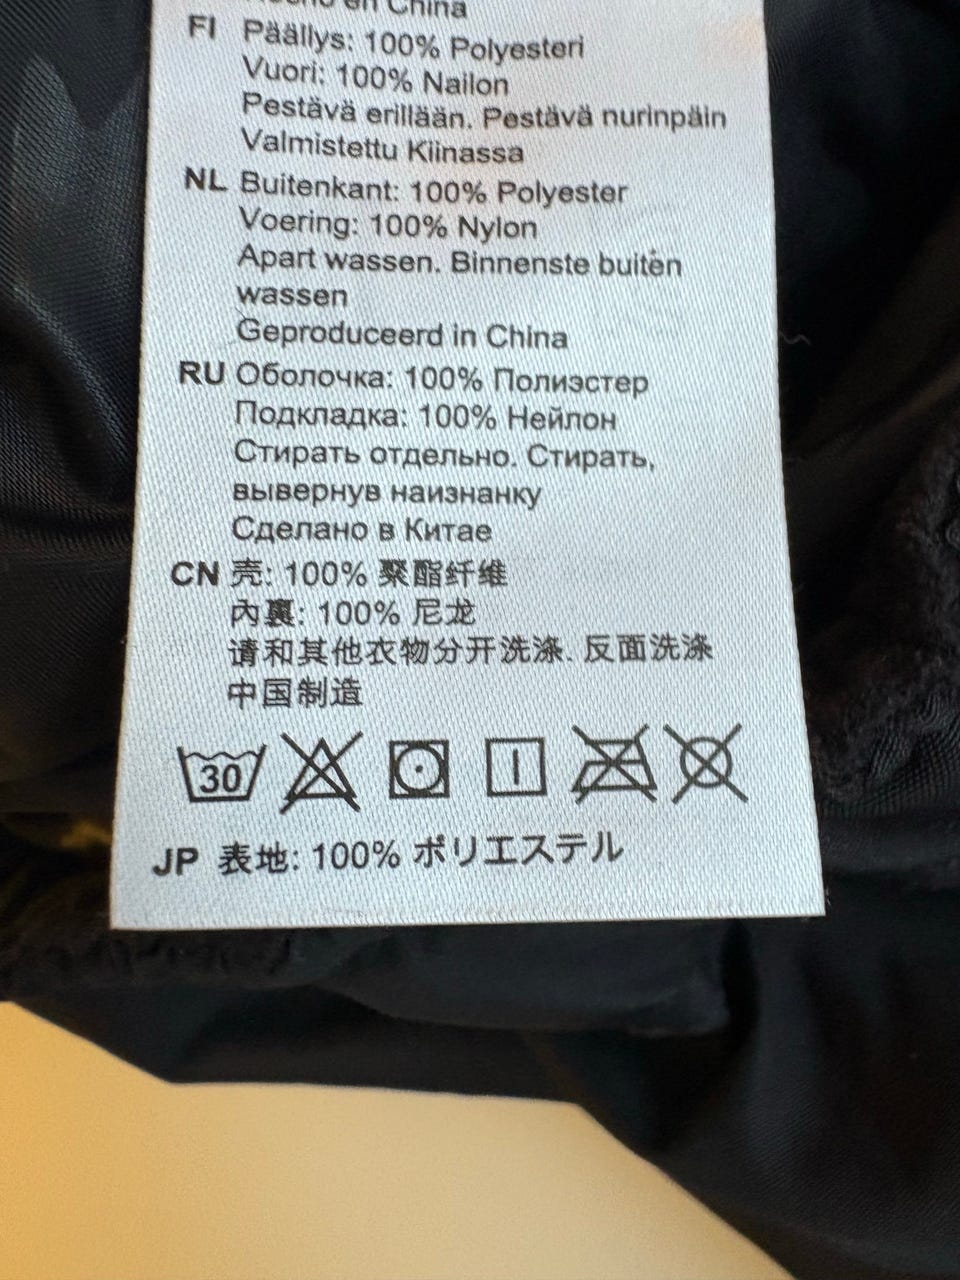 Hecho en China
FI Päällys: 100% Polyesteri
Vuori: 100% Nailon
Pestävä erillään. Pestävä nurinpäin
Valmistettu Kiinassa
NL Buitenkant: 100% Polyester
Voering: 100% Nylon
Apart wassen. Binnenste buiten
wassen
Geproduceerd in China
RU Оболочка: 100% Полиэстер
Подкладка: 100% Нейлон
Стирать отдельно. Стирать,
вывернув наизнанку
Сделано в Китае
CN 壳: 100% 聚酯纤维
內裏: 100% 尼龙
请和其他衣物分开洗涤. 反面洗涤
中国制造
30
JP 表地: 100% ポリエステル